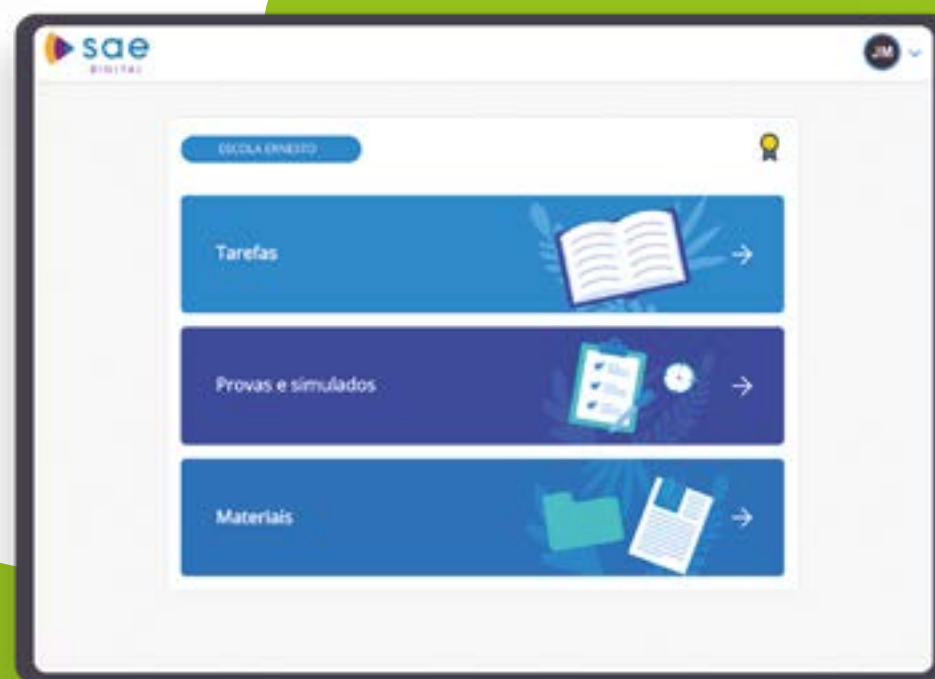 sae
DIGITAL
JM
ESCOLA ERNESTO
Tarefas
Provas e simulados
Materiais